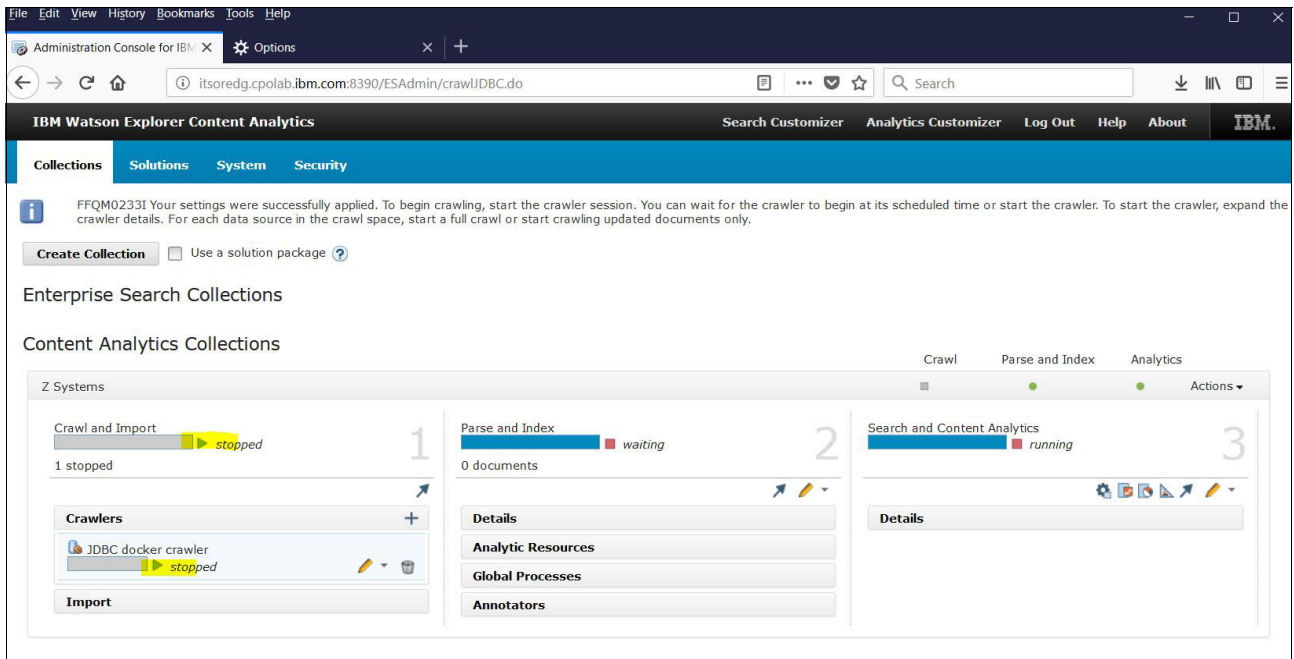 File Edit View History Bookmarks Tools Help
Administration Console for IBM
Options
itsoredg.cpolab.ibm.com:8390/ESAdmin/crawlJDBC.do
Search
IBM Watson Explorer Content Analytics
Search Customizer Analytics Customizer Log Out Help About
IBM.
Collections Solutions System Security
FFQM0233I Your settings were successfully applied. To begin crawling, start the crawler session. You can wait for the crawler to begin at its scheduled time or start the crawler. To start the crawler, expand the
crawler details. For each data source in the crawl space, start a full crawl or start crawling updated documents only.
Create Collection Use a solution package ?
Enterprise Search Collections
Content Analytics Collections
Crawl Parse and Index Analytics
Z Systems Actions
Crawl and Import
stopped
1
1 stopped
Crawlers
JDBC docker crawler
stopped
Import
Parse and Index
waiting
2
0 documents
Details
Analytic Resources
Global Processes
Annotators
Search and Content Analytics
running
3
Details